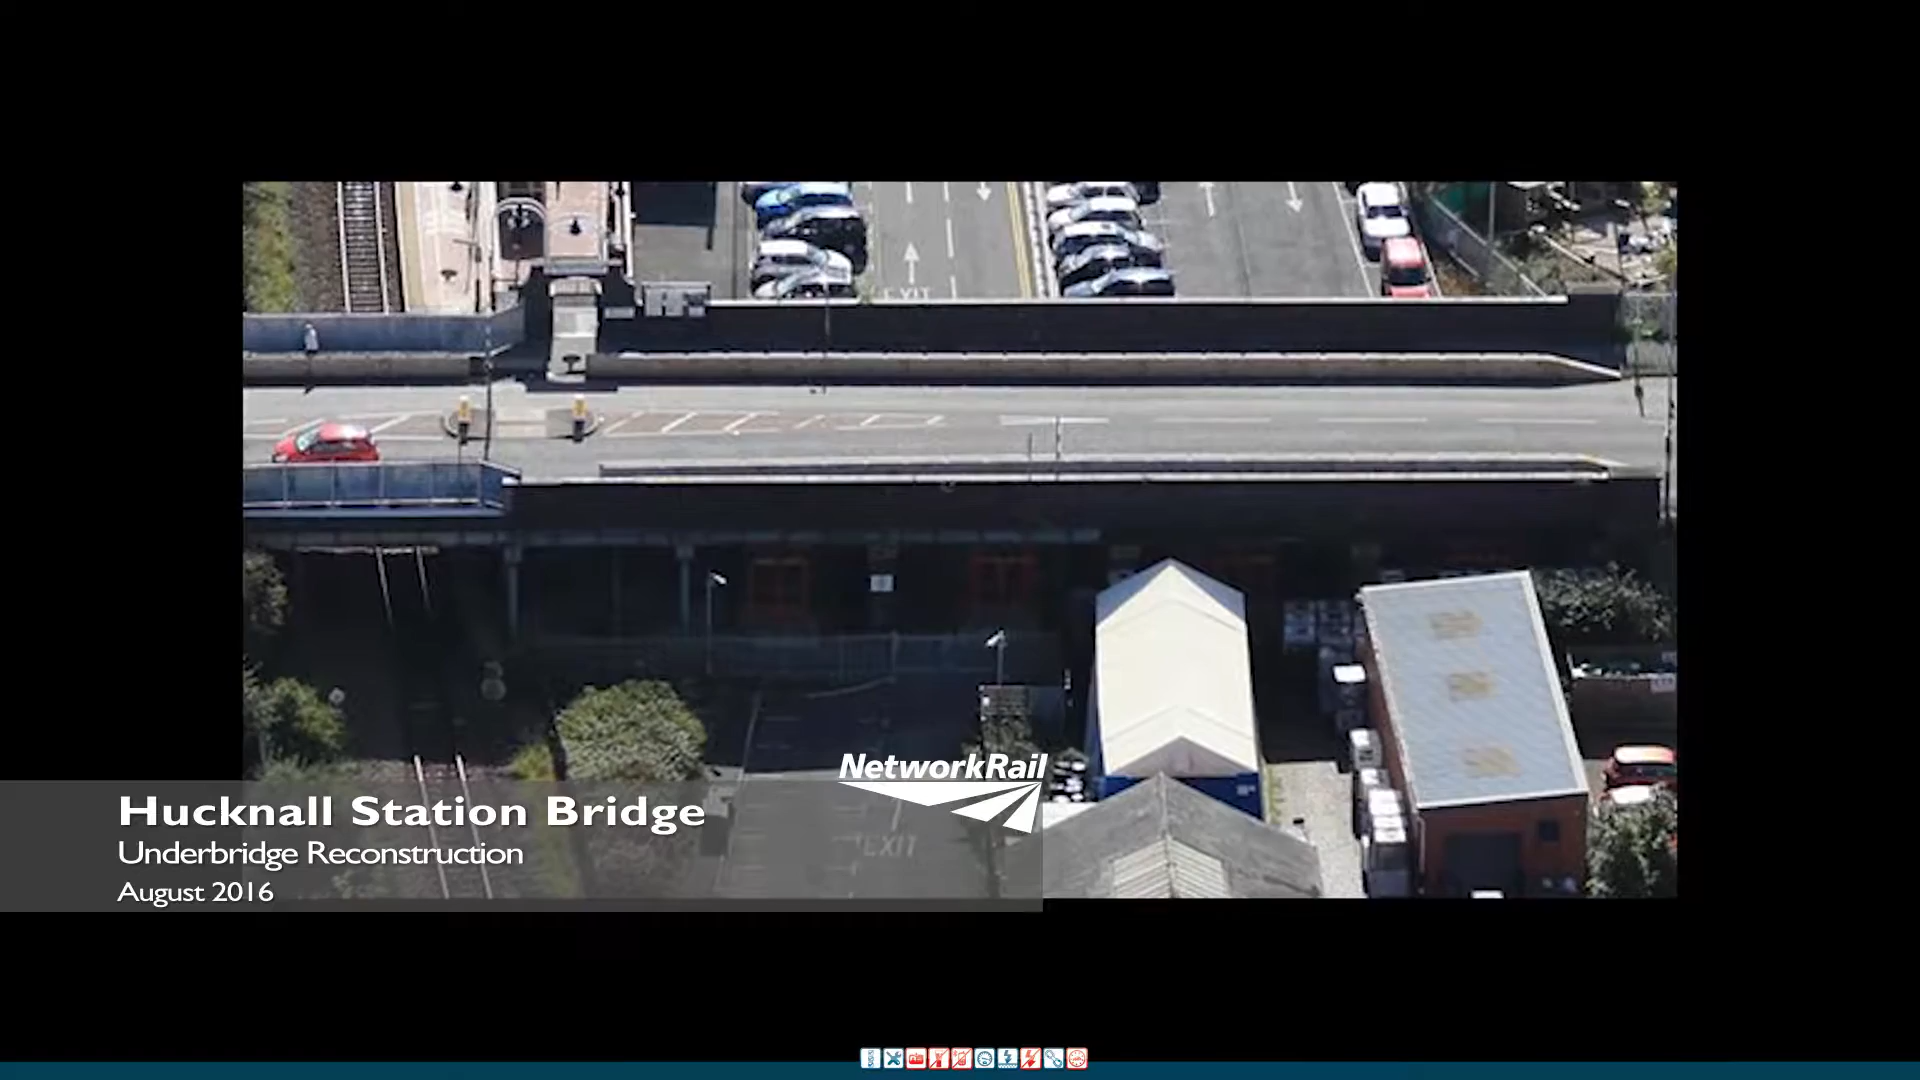 EXIT
NetworkRail
Hucknall Station Bridge
Underbridge Reconstruction
August 2016
EXIT